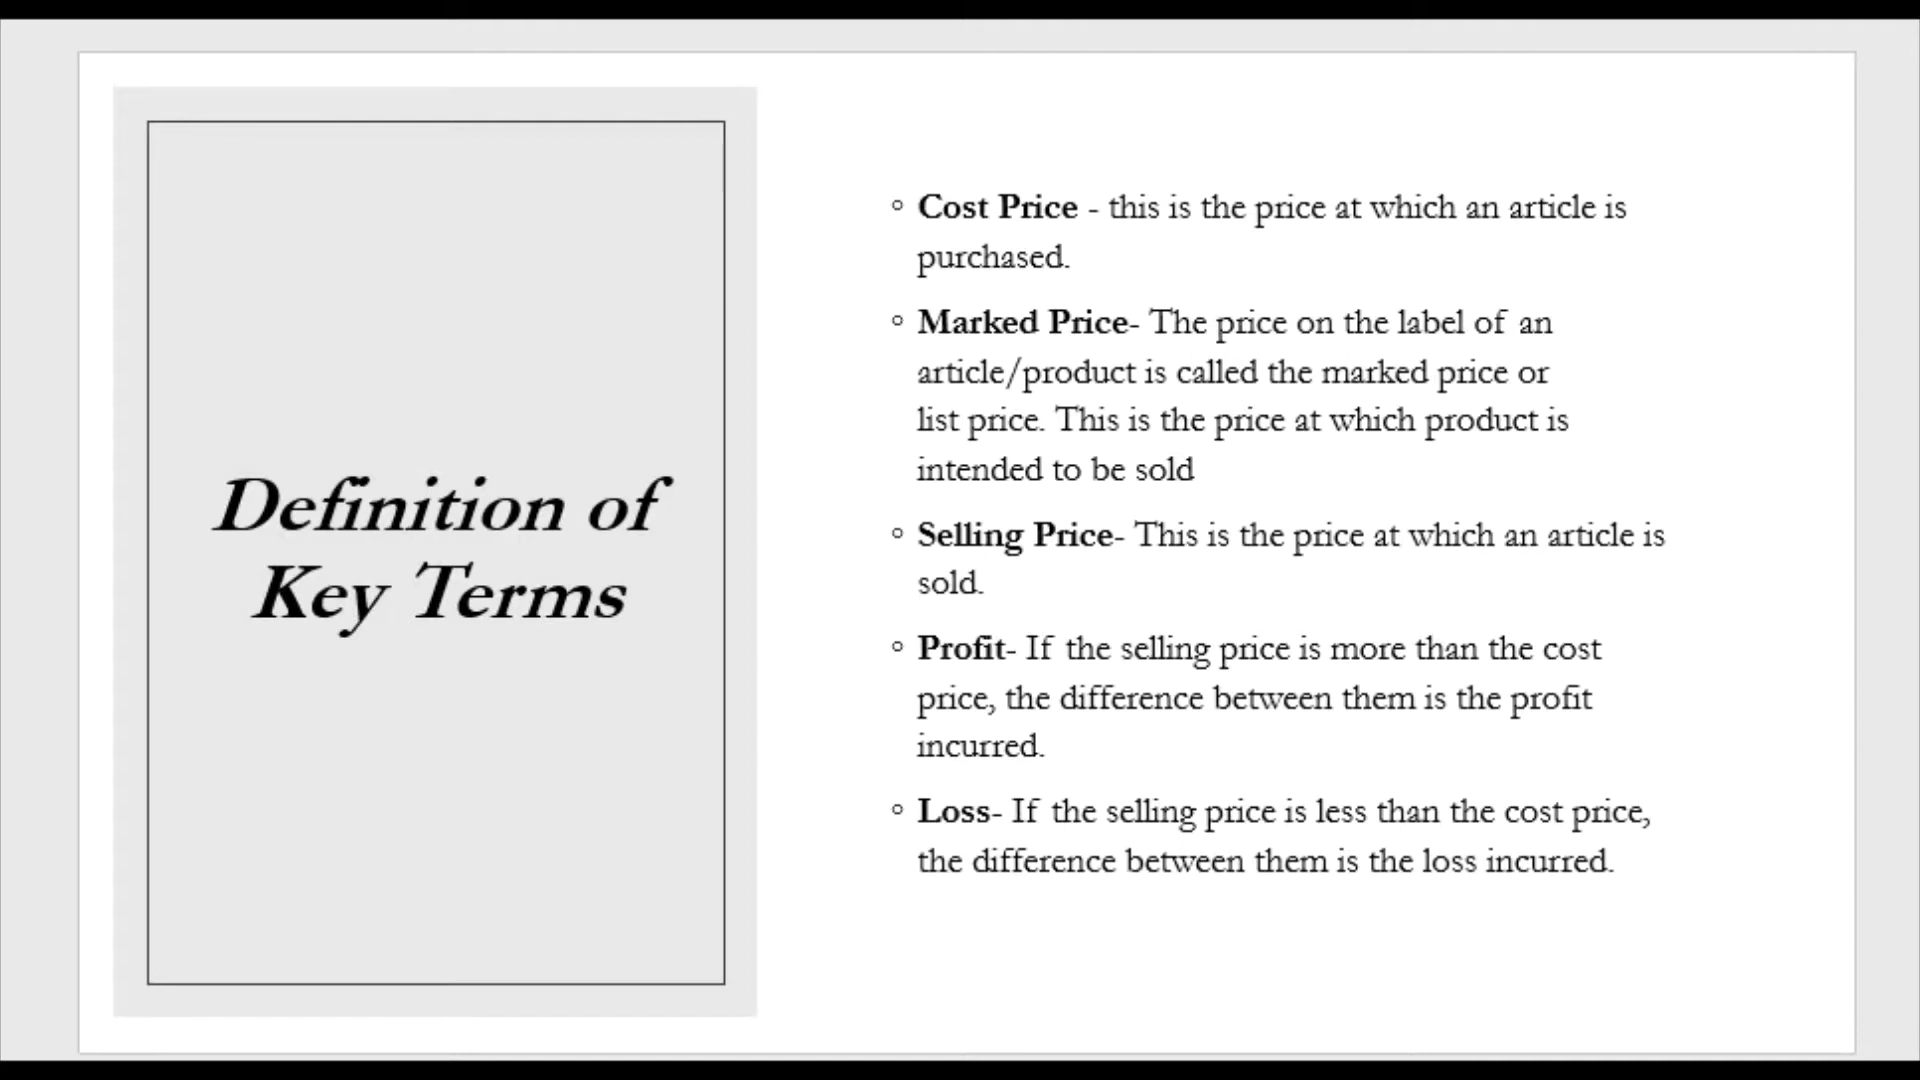 Definition of
Key Terms
◦ Cost Price - this is the price at which an article is
purchased.
◦ Marked Price- The price on the label of an
article/product is called the marked price or
list price. This is the price at which product is
intended to be sold
◦ Selling Price- This is the price at which an article is
sold.
◦ Profit- If the selling price is more than the cost
price, the difference between them is the profit
incurred.
◦ Loss- If the selling price is less than the cost price,
the difference between them is the loss incurred.